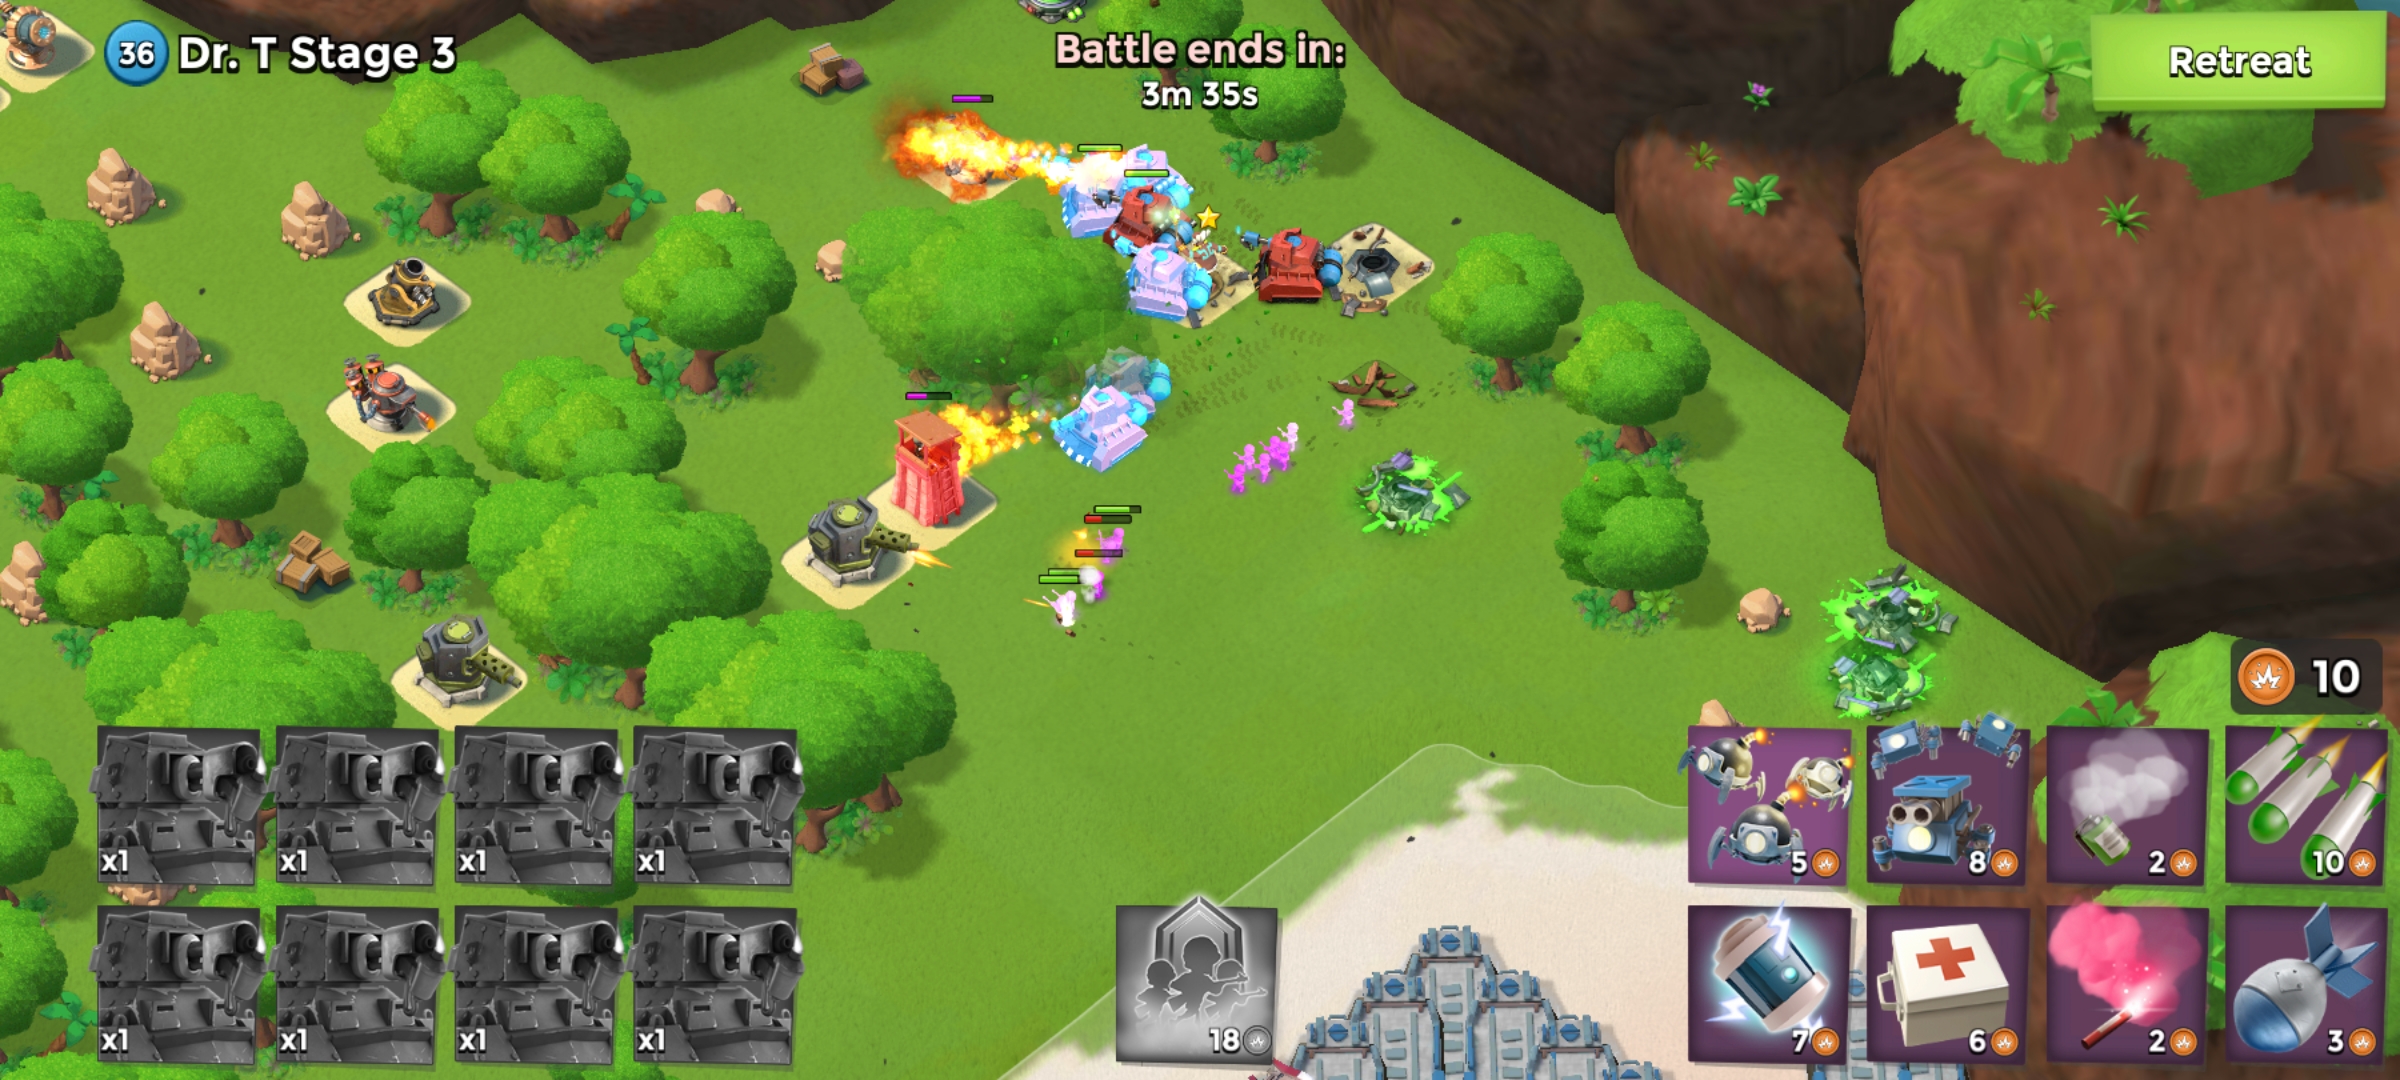 36 Dr. T Stage 3
Battle ends in:
3m 35s
Retreat
10
x1 x1 x1 x1
5 8 2 10
x1 x1 x1 x1
18
7 6 2 3